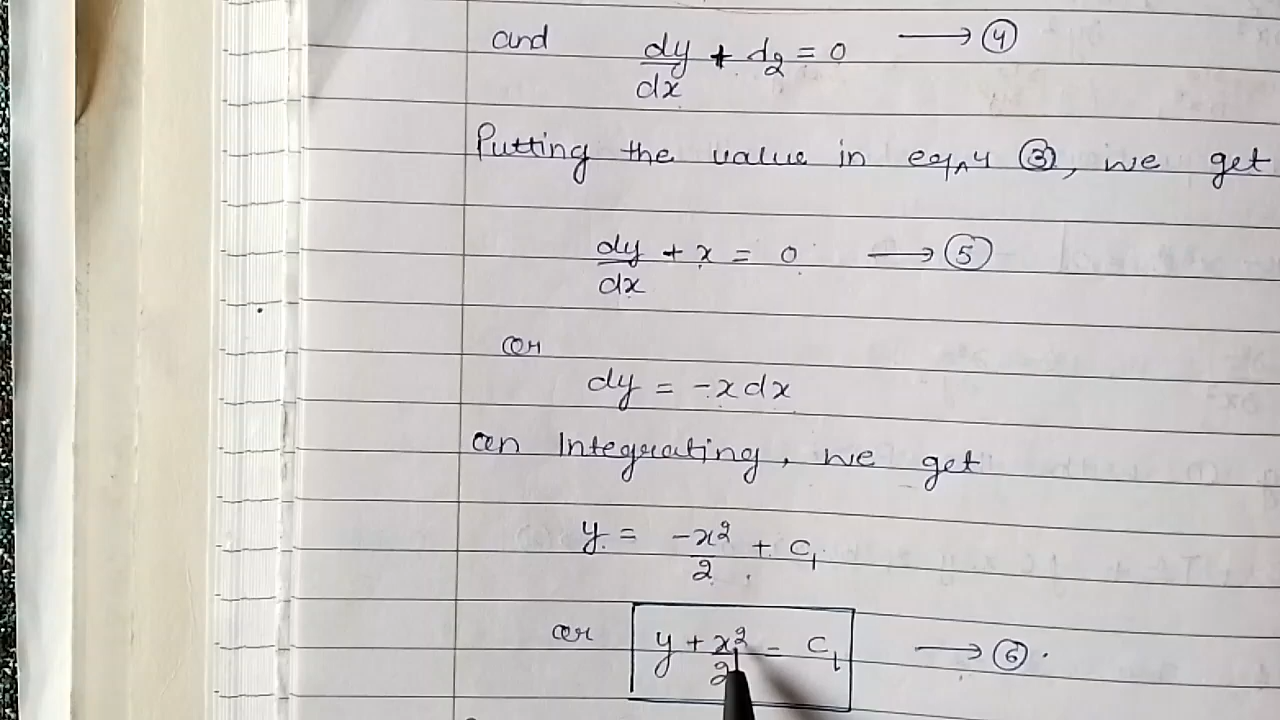 and dy/dx + d₂ = 0 → ④
Putting the value in eqn 4 ③, we get
dy/dx + x = 0 → ⑤
or
dy = -x dx
on Integrating, we get
y = -x²/2 + C₁
or y + x²/2 = C₁ → ⑥.